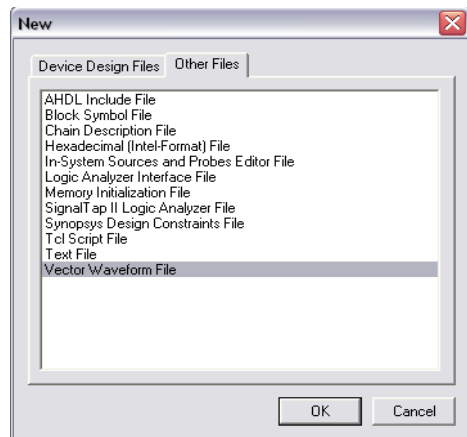 New
Device Design Files
Other Files
AHDL Include File
Block Symbol File
Chain Description File
Hexadecimal (Intel-Format) File
In-System Sources and Probes Editor File
Logic Analyzer Interface File
Memory Initialization File
SignalTap II Logic Analyzer File
Synopsys Design Constraints File
Tcl Script File
Text File
Vector Waveform File
OK
Cancel